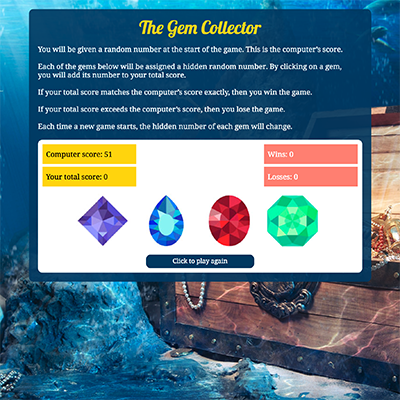 The Gem Collector
You will be given a random number at the start of the game. This is the computer's score.
Each of the gems below will be assigned a hidden random number. By clicking on a gem,
you will add its number to your total score.
If your total score matches the computer's score exactly, then you win the game.
If your total score exceeds the computer's score, then you lose the game.
Each time a new game starts, the hidden number of each gem will change.
Computer score: 51
Wins: 0
Your total score: 0
Losses: 0
Click to play again